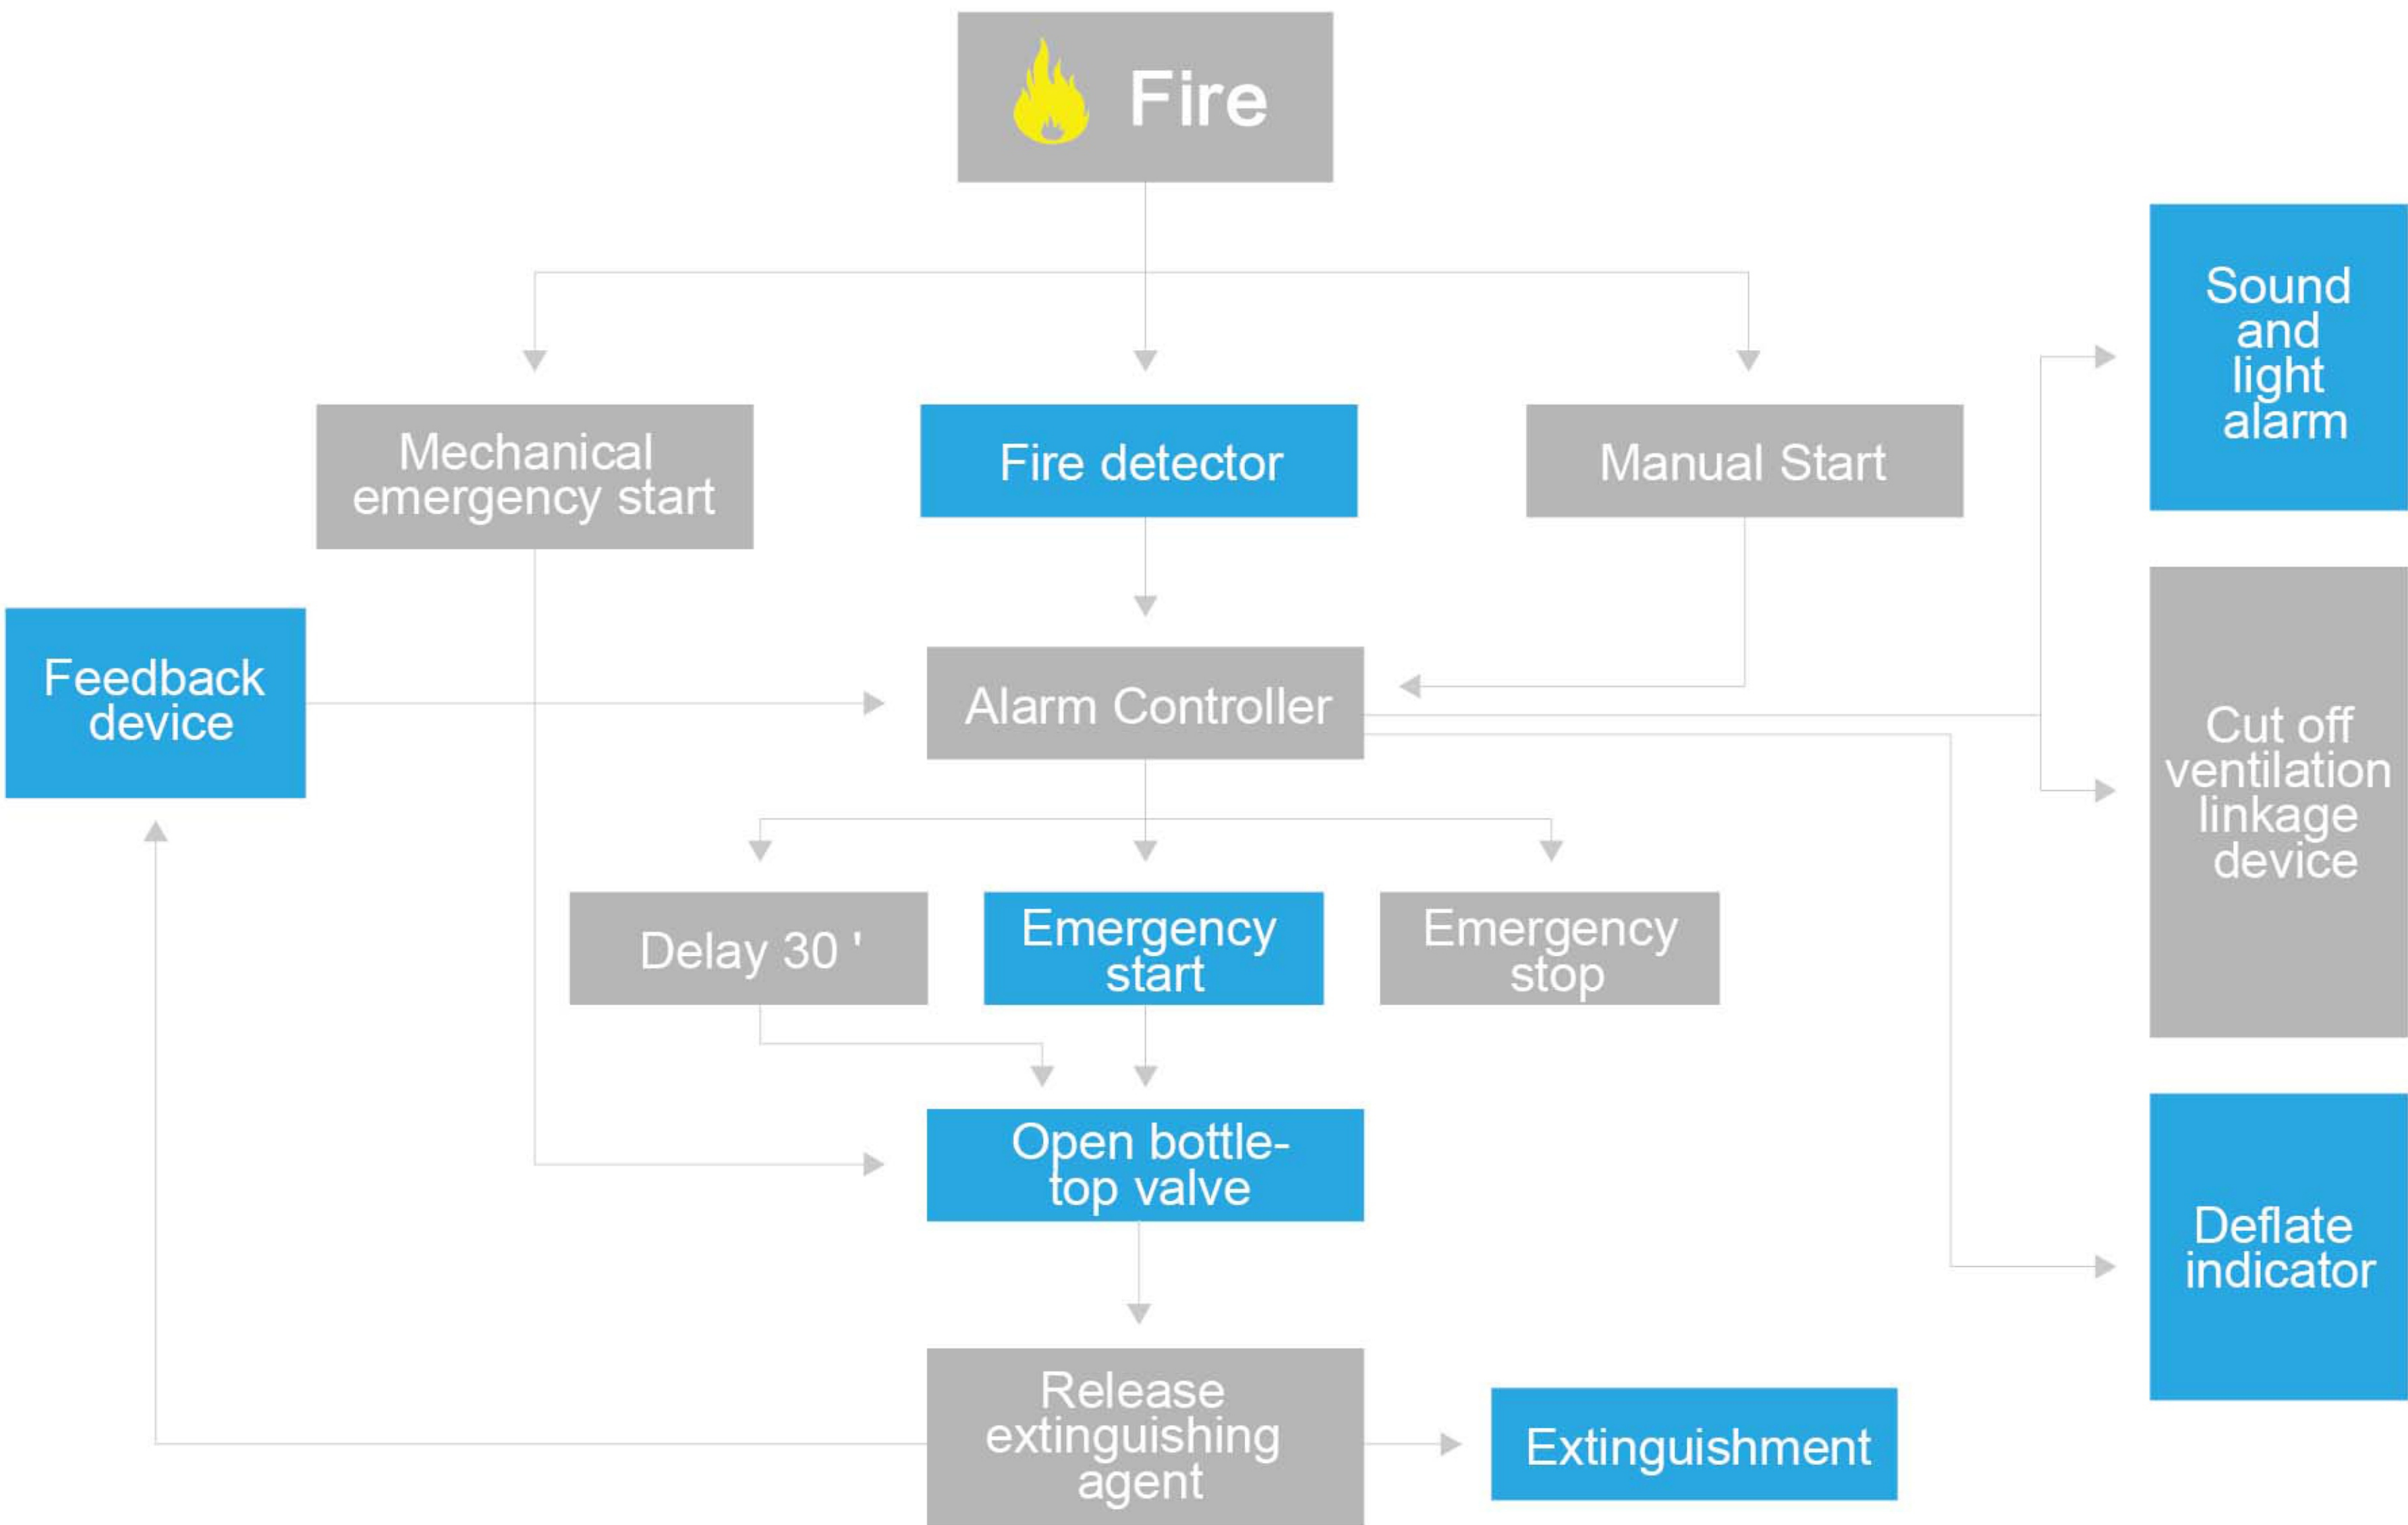 Fire
Sound
and
light
alarm
Mechanical
emergency start
Fire detector
Manual Start
Feedback
device
Alarm Controller
Cut off
ventilation
linkage
device
Delay 30 '
Emergency
start
Emergency
stop
Open bottle-
top valve
Deflate
indicator
Release
extinguishing
agent
Extinguishment